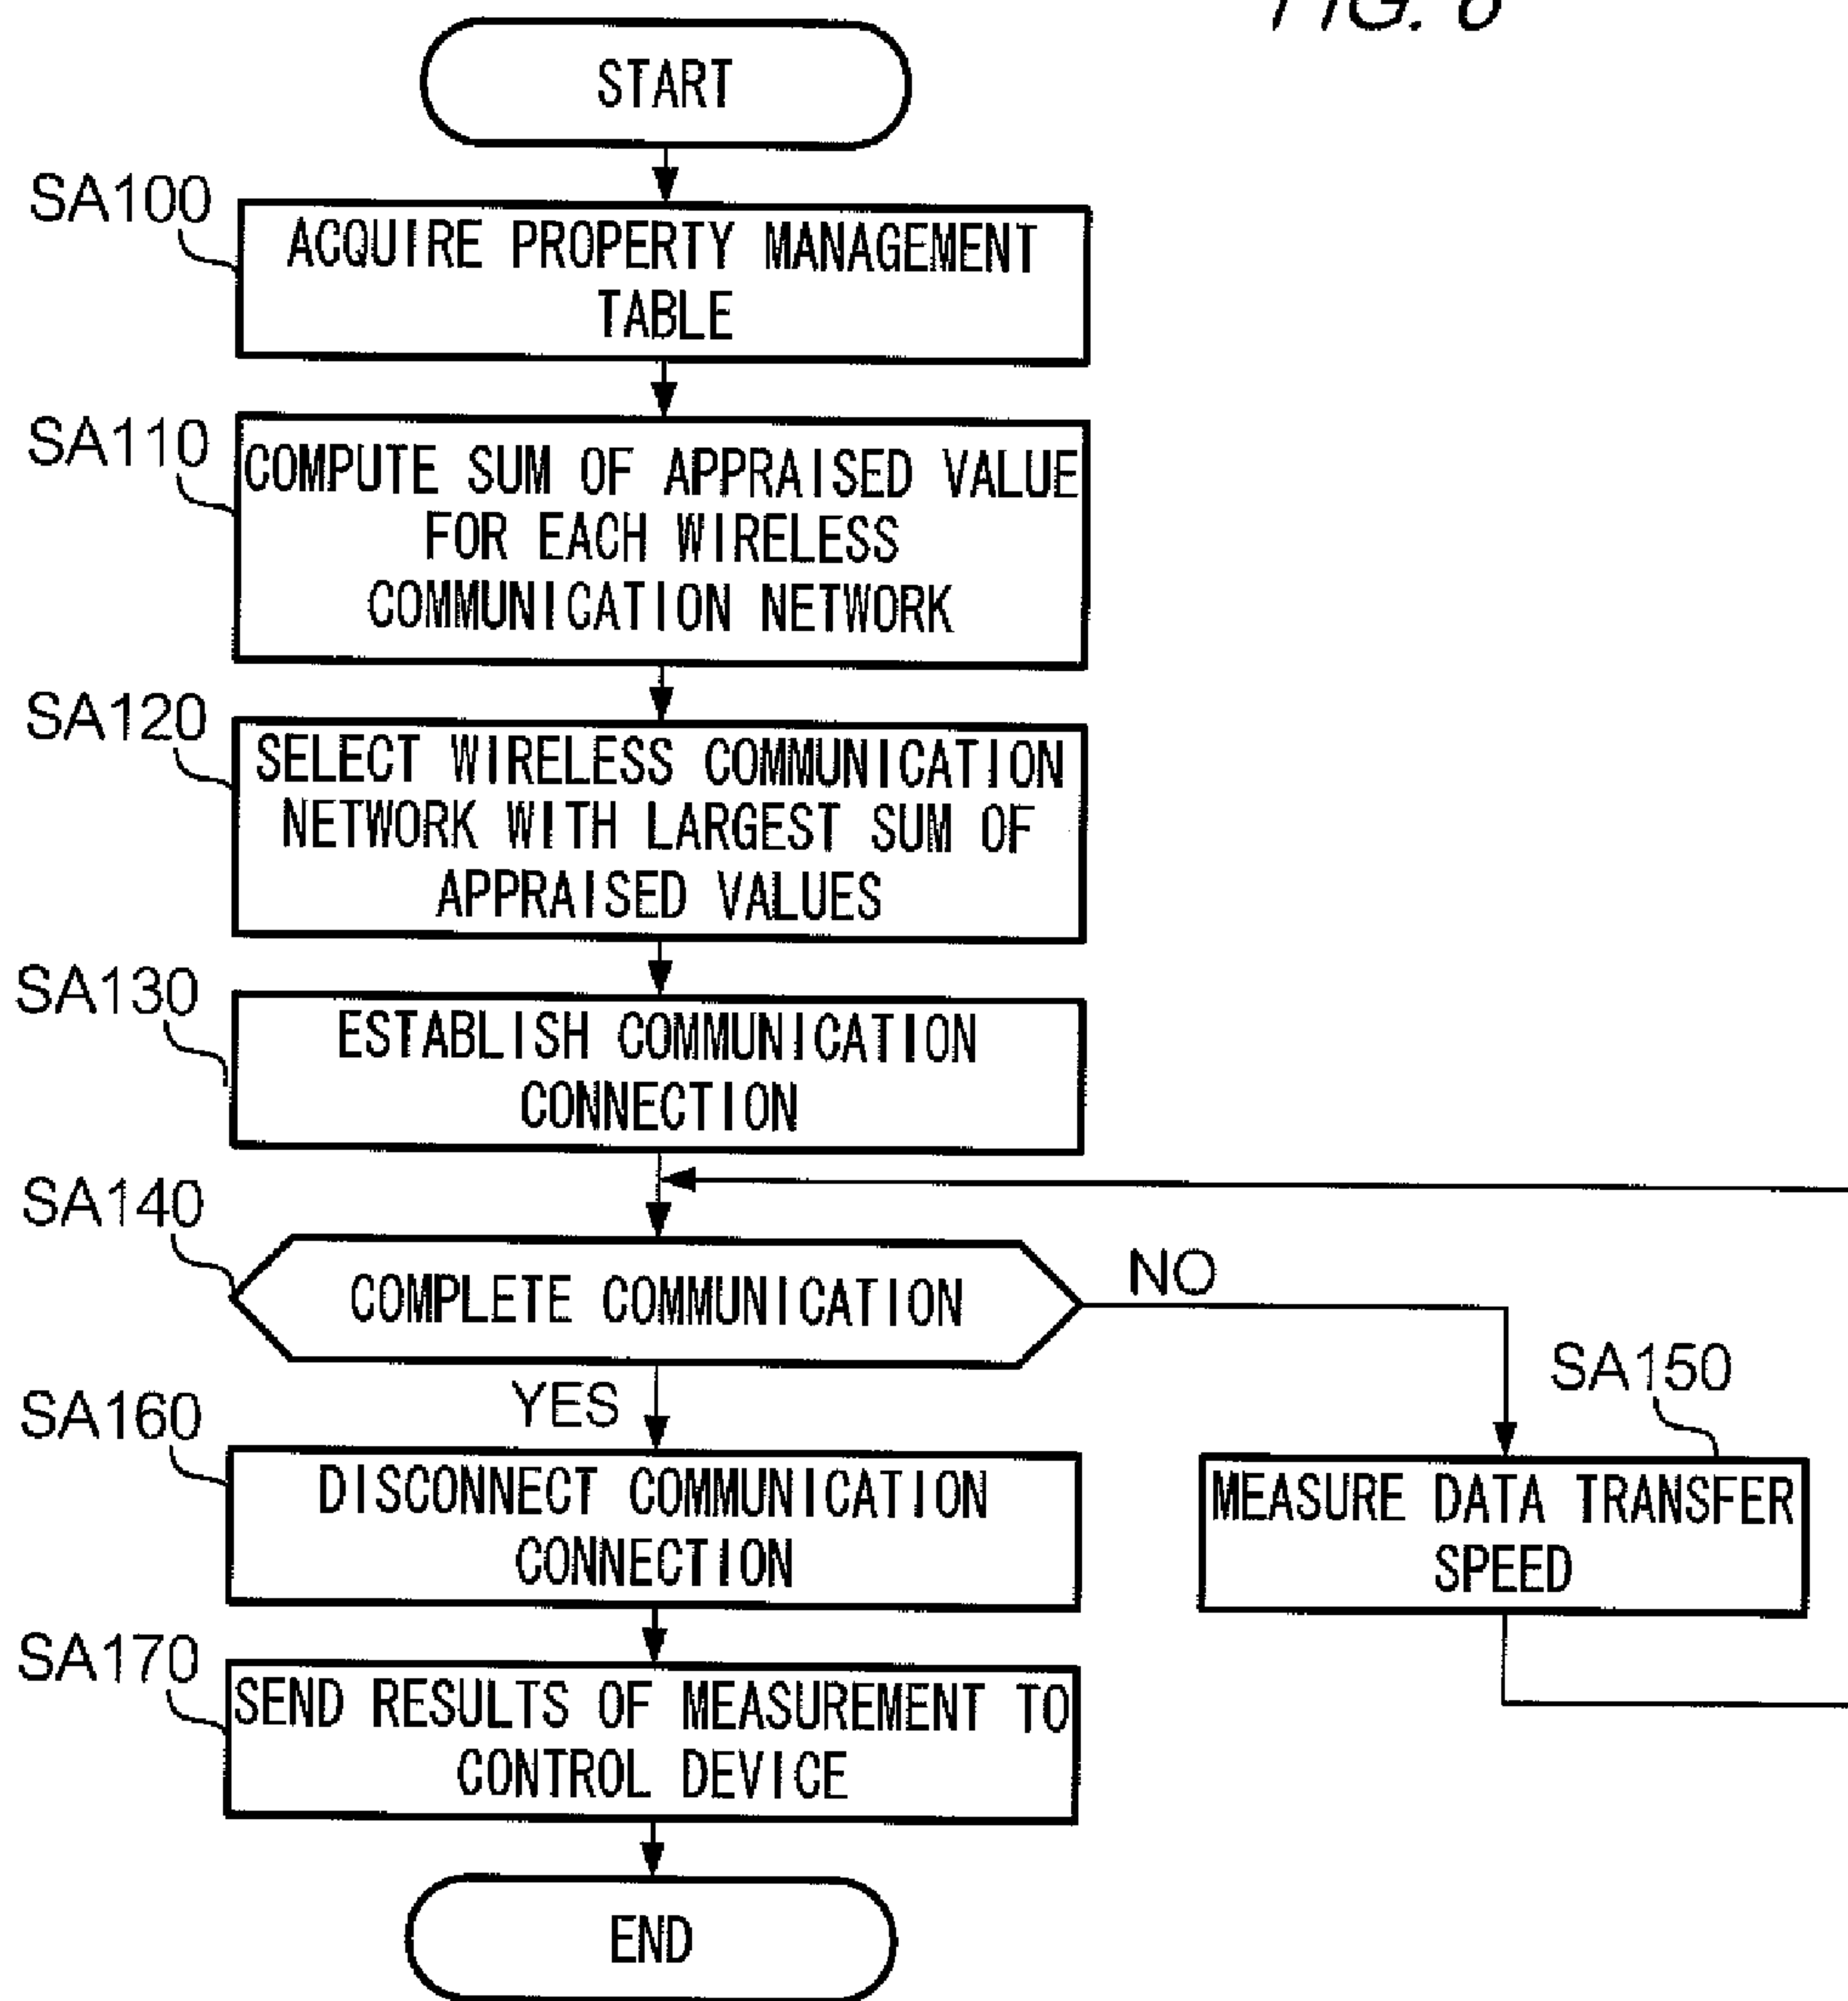 START
SA100
ACQUIRE PROPERTY MANAGEMENT
TABLE
SA110
COMPUTE SUM OF APPRAISED VALUE
FOR EACH WIRELESS
COMMUNICATION NETWORK
SA120
SELECT WIRELESS COMMUNICATION
NETWORK WITH LARGEST SUM OF
APPRAISED VALUES
SA130
ESTABLISH COMMUNICATION
CONNECTION
SA140
COMPLETE COMMUNICATION
NO
YES
SA150
MEASURE DATA TRANSFER
SPEED
SA160
DISCONNECT COMMUNICATION
CONNECTION
SA170
SEND RESULTS OF MEASUREMENT TO
CONTROL DEVICE
END